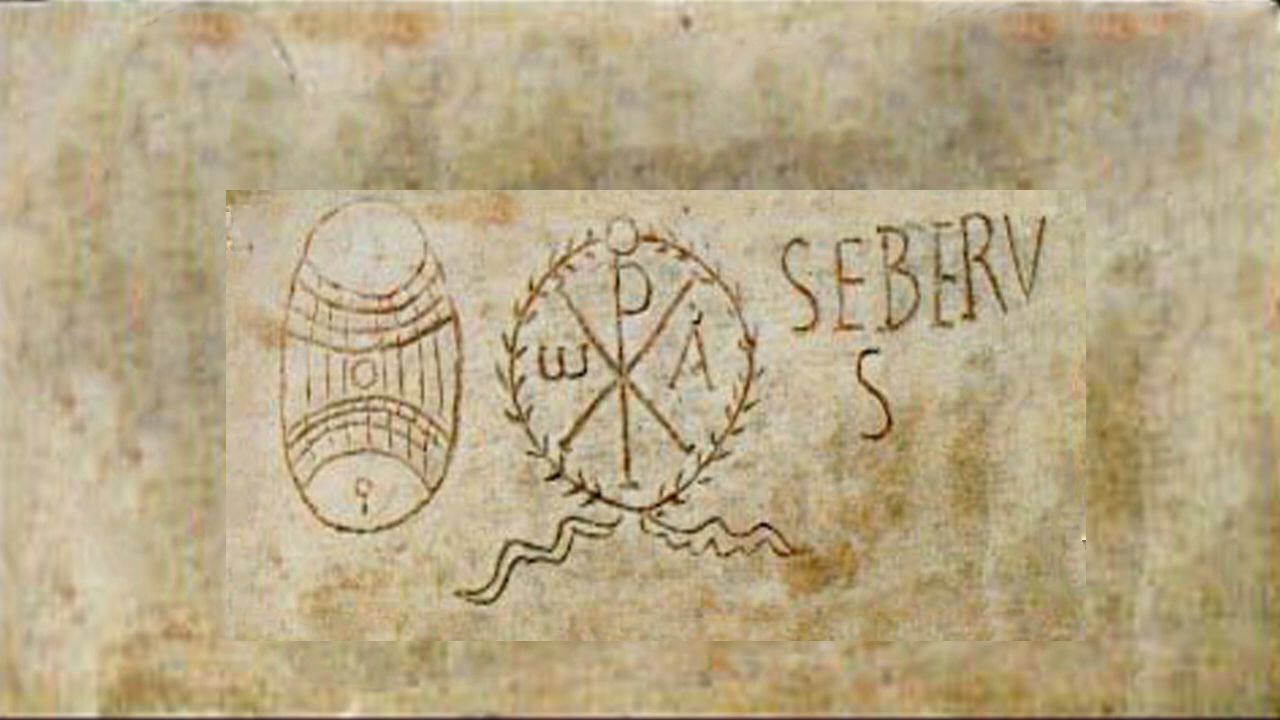 ω ☧ A
SEBERV
S